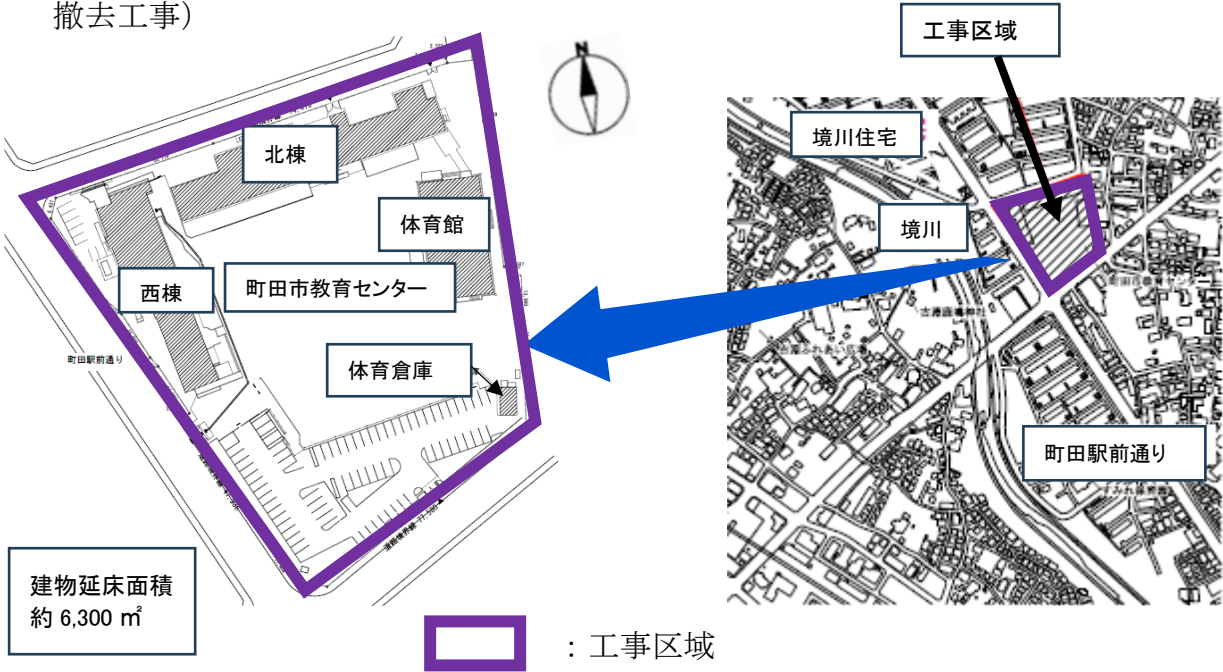 撤去工事）
N
工事区域
境川住宅
北棟
体育館
境川
西棟
町田市教育センター
町田駅前通り
体育倉庫
町田駅前通り
建物延床面積
約 6,300 ㎡
：工事区域